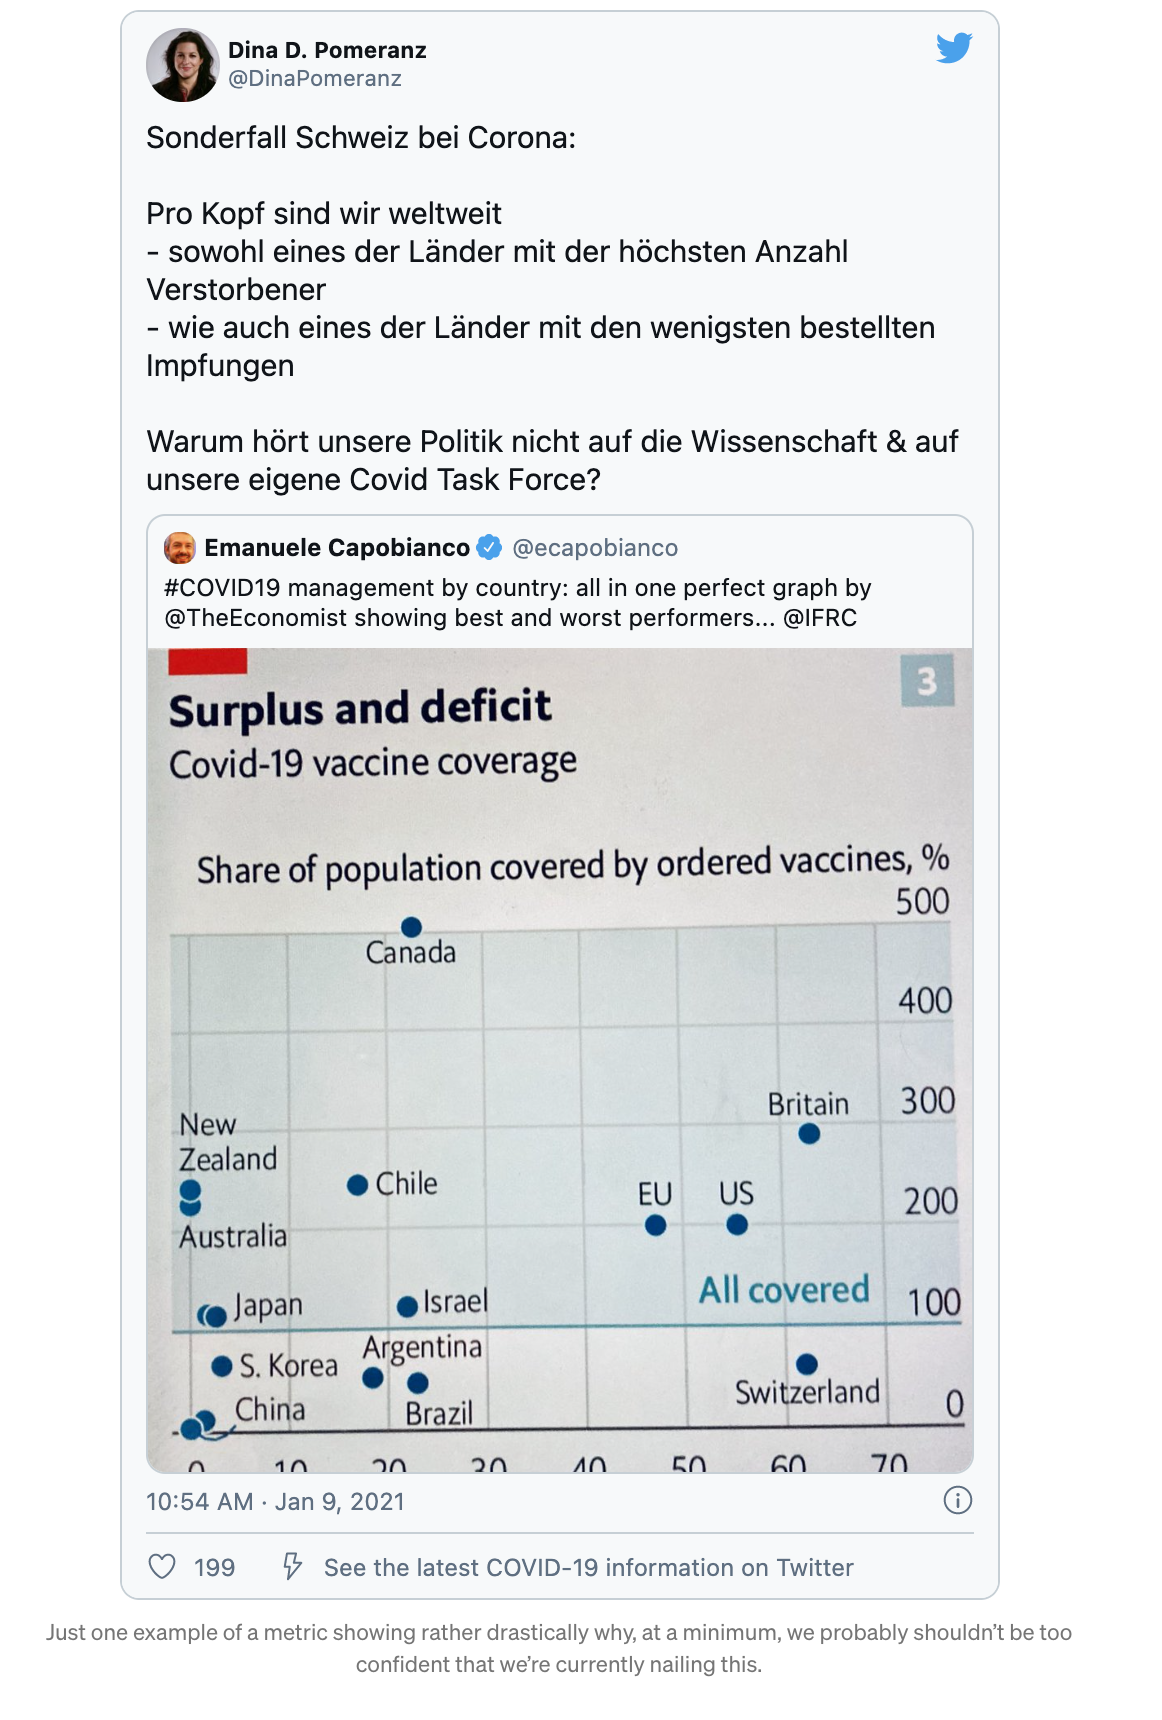 Dina D. Pomeranz
@DinaPomeranz
Sonderfall Schweiz bei Corona:
Pro Kopf sind wir weltweit
- sowohl eines der Länder mit der höchsten Anzahl
Verstorbener
- wie auch eines der Länder mit den wenigsten bestellten
Impfungen
Warum hört unsere Politik nicht auf die Wissenschaft & auf
unsere eigene Covid Task Force?
Emanuele Capobianco @ecapobianco
#COVID19 management by country: all in one perfect graph by
@TheEconomist showing best and worst performers... @IFRC
3
Surplus and deficit
Covid-19 vaccine coverage
Share of population covered by ordered vaccines, %
500
Canada
400
Britain 300
New
Zealand
Chile
EU US 200
Australia
Japan
Israel
All covered 100
Argentina
S. Korea
Switzerland
China
Brazil
0
0 10 20 30 40 50 60 70
10:54 AM · Jan 9, 2021
199 See the latest COVID-19 information on Twitter
Just one example of a metric showing rather drastically why, at a minimum, we probably shouldn't be too
confident that we're currently nailing this.